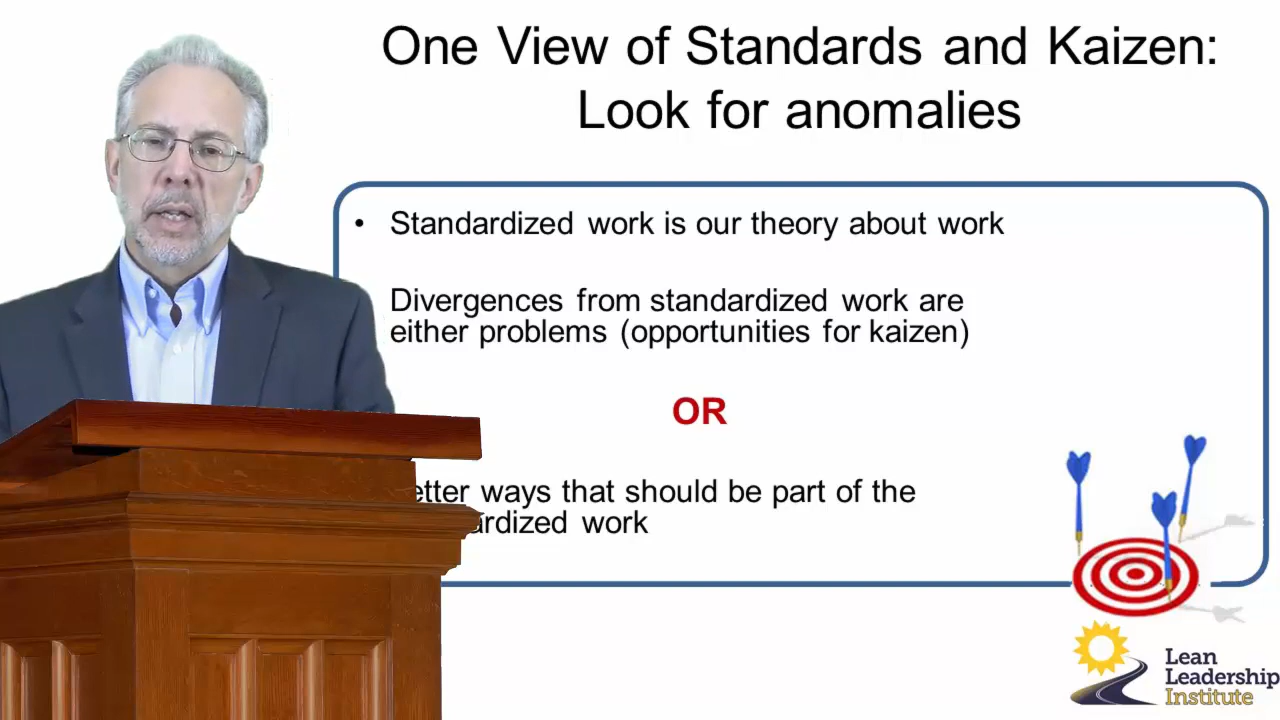 One View of Standards and Kaizen:
Look for anomalies
• Standardized work is our theory about work
Divergences from standardized work are
either problems (opportunities for kaizen)
OR
etter ways that should be part of the
ardized work
Lean
Leadership
Institute